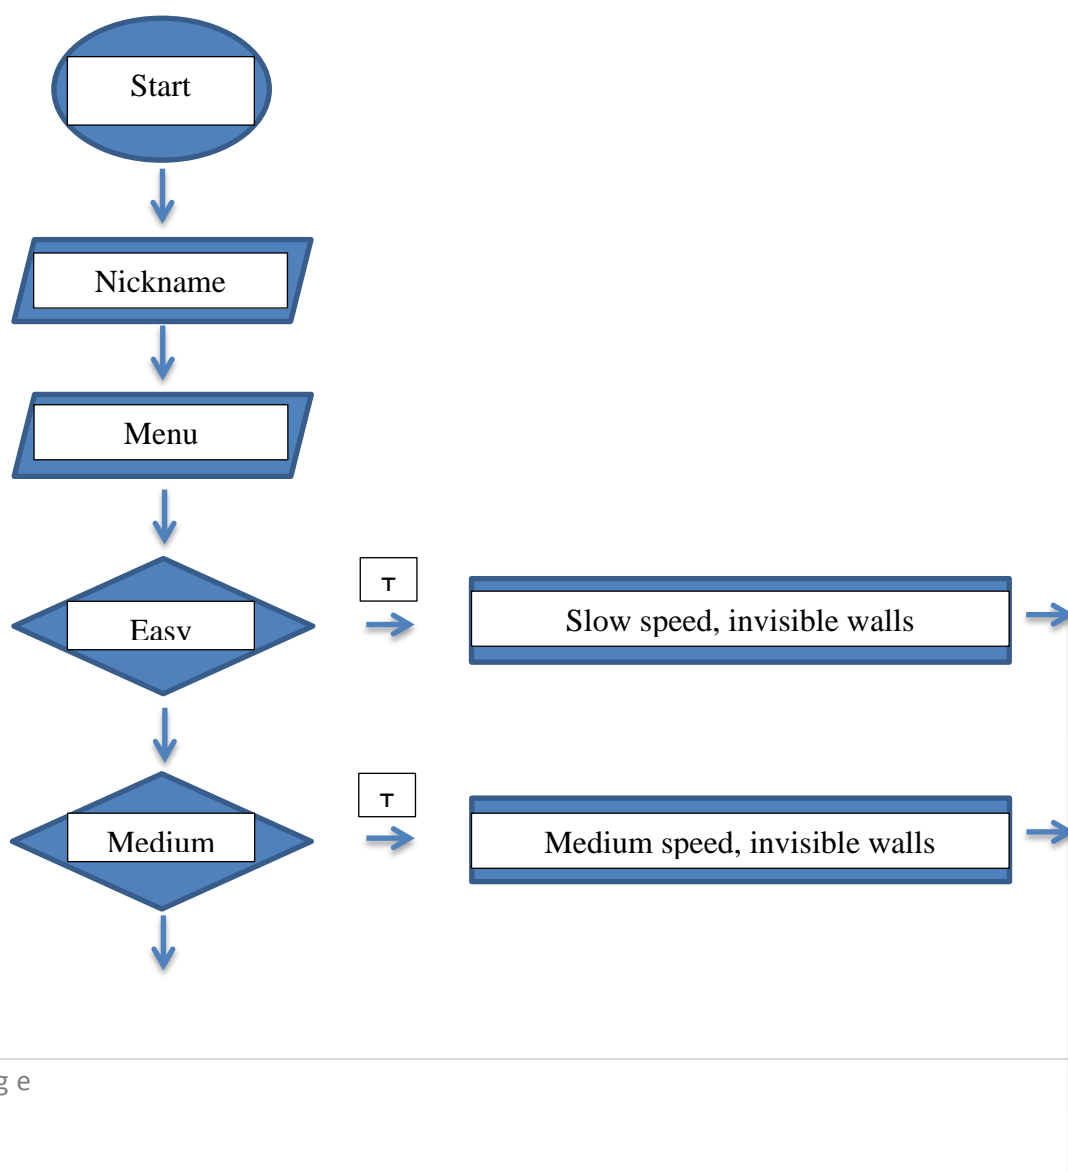 Start
Nickname
Menu
T
Easy
Slow speed, invisible walls
T
Medium
Medium speed, invisible walls
g e